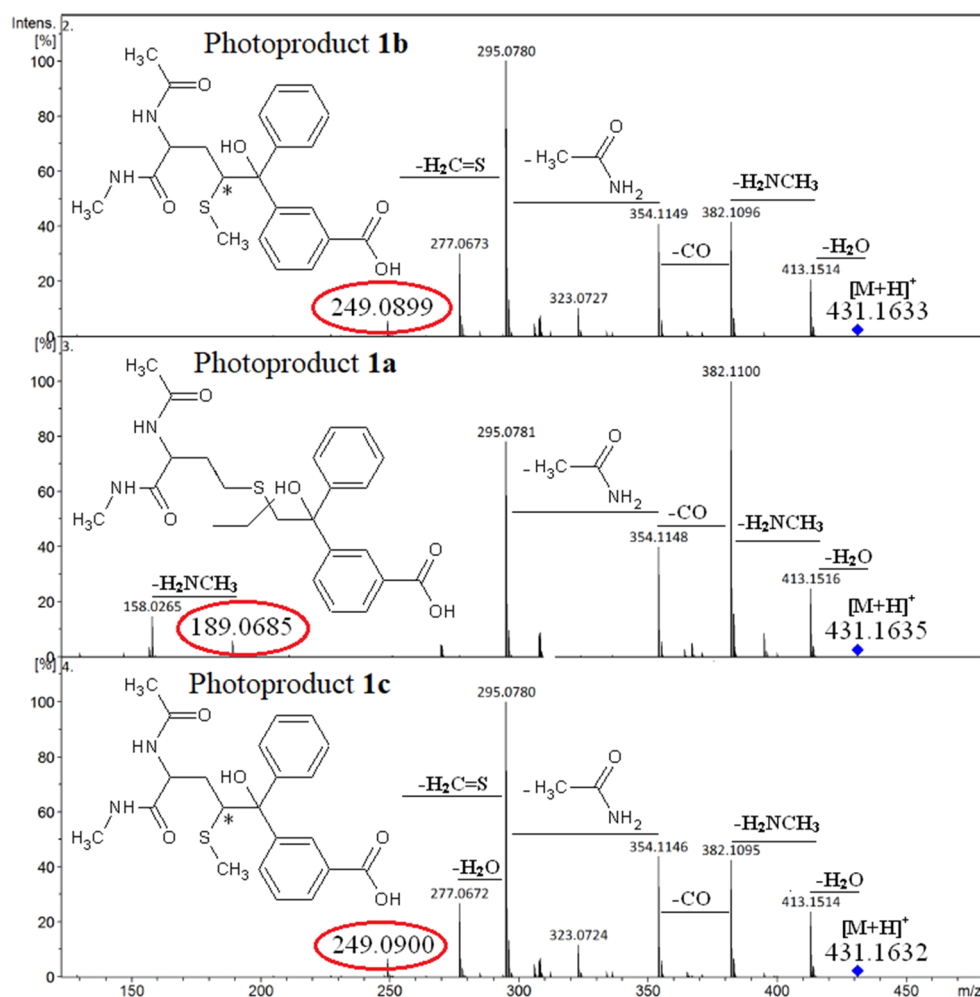 Intens.
[%]
2.
Photoproduct 1b
295.0780
100
80
60
40
20
0
H3C
O
HN
HO
NH
O
H3C
S
*
CH3
O
OH
-H2C=S
277.0673
249.0899
- H3C
O
NH2
323.0727
354.1149
-CO
382.1096
-H2NCH3
413.1514
-H2O
[M+H]+
431.1633
[%]
3.
Photoproduct 1a
382.1100
100
80
60
40
20
0
H3C
O
HN
NH
O
H3C
S
HO
O
OH
-H2NCH3
158.0265
189.0685
295.0781
- H3C
O
NH2
-CO
354.1148
-H2NCH3
413.1516
-H2O
[M+H]+
431.1635
[%]
4.
Photoproduct 1c
295.0780
100
80
60
40
20
0
H3C
O
HN
HO
NH
O
H3C
S
*
CH3
O
OH
-H2C=S
-H2O
277.0672
249.0900
- H3C
O
NH2
323.0724
354.1146
-CO
382.1095
-H2NCH3
413.1514
-H2O
[M+H]+
431.1632
150 200 250 300 350 400 450 m/z